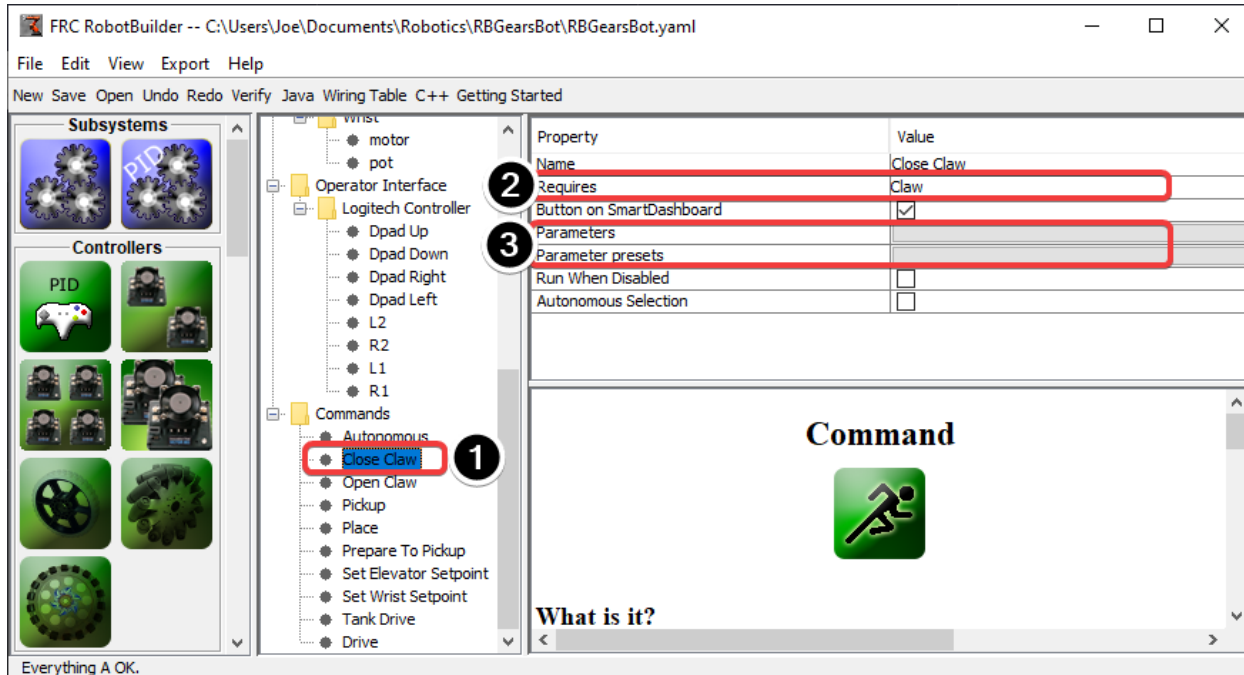 FRC RobotBuilder -- C:\Users\Joe\Documents\Robotics\RBGearsBot\RBGearsBot.yaml
File Edit View Export Help
New Save Open Undo Redo Verify Java Wiring Table C++ Getting Started
Subsystems
PID
Controllers
PID
Wrist
motor
pot
Operator Interface
Logitech Controller
Dpad Up
Dpad Down
Dpad Right
Dpad Left
L2
R2
L1
R1
Commands
Autonomous
Close Claw
1
Open Claw
Pickup
Place
Prepare To Pickup
Set Elevator Setpoint
Set Wrist Setpoint
Tank Drive
Drive
Property Value
Name Close Claw
2 Requires Claw
Button on SmartDashboard
3 Parameters
Parameter presets
Run When Disabled
Autonomous Selection
Command
What is it?
Everything A OK.